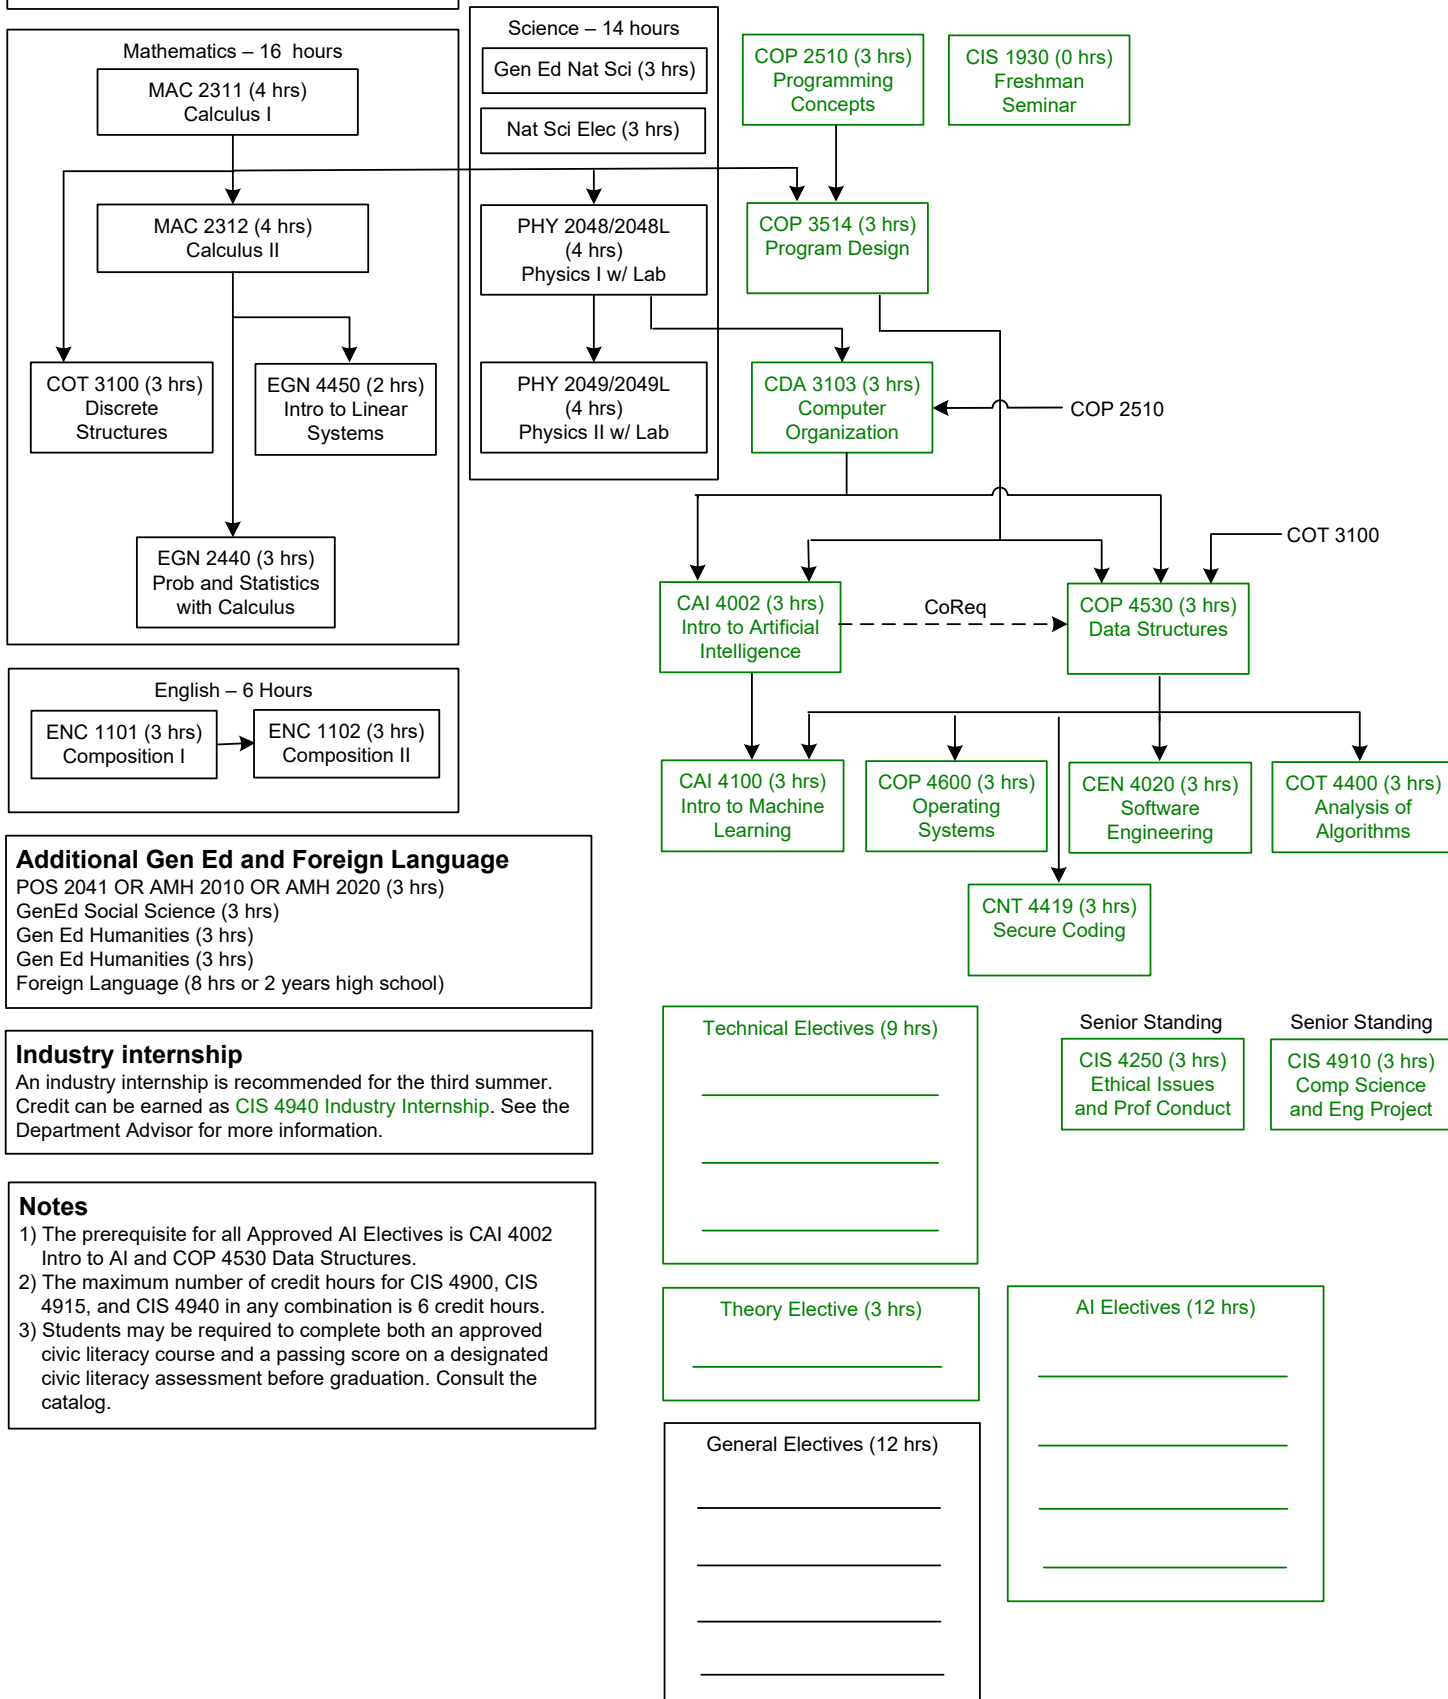 Mathematics – 16  hours
MAC 2311 (4 hrs)
Calculus I
MAC 2312 (4 hrs)
Calculus II
COT 3100 (3 hrs)
Discrete
Structures
EGN 4450 (2 hrs)
Intro to Linear
Systems
EGN 2440 (3 hrs)
Prob and Statistics
with Calculus
Science – 14 hours
Gen Ed Nat Sci (3 hrs)
Nat Sci Elec (3 hrs)
PHY 2048/2048L
(4 hrs)
Physics I w/ Lab
PHY 2049/2049L
(4 hrs)
Physics II w/ Lab
COP 2510 (3 hrs)
Programming
Concepts
CIS 1930 (0 hrs)
Freshman
Seminar
COP 3514 (3 hrs)
Program Design
CDA 3103 (3 hrs)
Computer
Organization
COP 2510
COT 3100
CAI 4002 (3 hrs)
Intro to Artificial
Intelligence
CoReq
COP 4530 (3 hrs)
Data Structures
CAI 4100 (3 hrs)
Intro to Machine
Learning
COP 4600 (3 hrs)
Operating
Systems
CEN 4020 (3 hrs)
Software
Engineering
COT 4400 (3 hrs)
Analysis of
Algorithms
CNT 4419 (3 hrs)
Secure Coding
English – 6 Hours
ENC 1101 (3 hrs)
Composition I
ENC 1102 (3 hrs)
Composition II
Additional Gen Ed and Foreign Language
POS 2041 OR AMH 2010 OR AMH 2020 (3 hrs)
GenEd Social Science (3 hrs)
Gen Ed Humanities (3 hrs)
Gen Ed Humanities (3 hrs)
Foreign Language (8 hrs or 2 years high school)
Industry internship
An industry internship is recommended for the third summer.
Credit can be earned as CIS 4940 Industry Internship. See the
Department Advisor for more information.
Notes
1) The prerequisite for all Approved AI Electives is CAI 4002
Intro to AI and COP 4530 Data Structures.
2) The maximum number of credit hours for CIS 4900, CIS
4915, and CIS 4940 in any combination is 6 credit hours.
3) Students may be required to complete both an approved
civic literacy course and a passing score on a designated
civic literacy assessment before graduation. Consult the
catalog.
Technical Electives (9 hrs)
Senior Standing
CIS 4250 (3 hrs)
Ethical Issues
and Prof Conduct
Senior Standing
CIS 4910 (3 hrs)
Comp Science
and Eng Project
Theory Elective (3 hrs)
AI Electives (12 hrs)
General Electives (12 hrs)